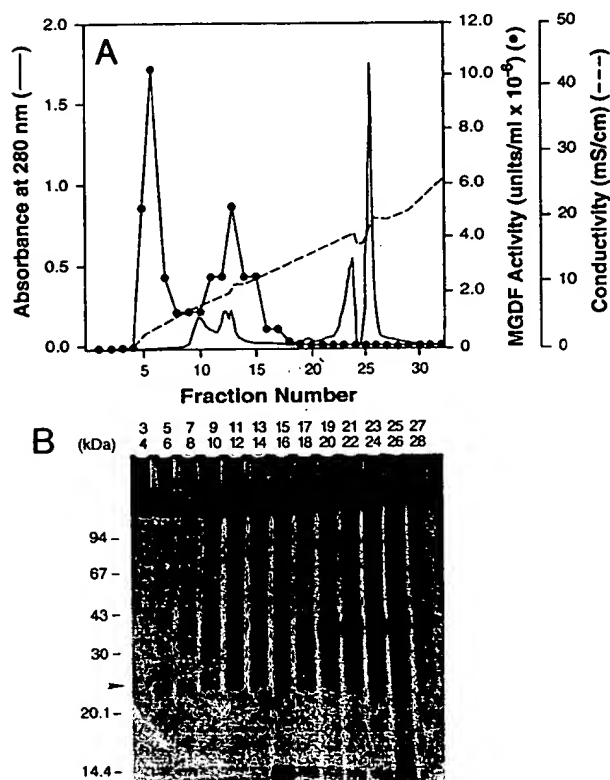 A
Absorbance at 280 nm (——)
2.0
1.5
1.0
0.5
0.0
12.0
10.0
8.0
6.0
4.0
2.0
0
MGDF Activity (units/ml x 10⁻⁶) (●)
50
40
30
20
10
0
Conductivity (mS/cm) (---)
5 10 15 20 25 30
Fraction Number
B
(kDa)
3 5 7 9 11 13 15 17 19 21 23 25 27
4 6 8 10 12 14 16 18 20 22 24 26 28
94 –
67 –
43 –
30 –
20.1 –
14.4 –